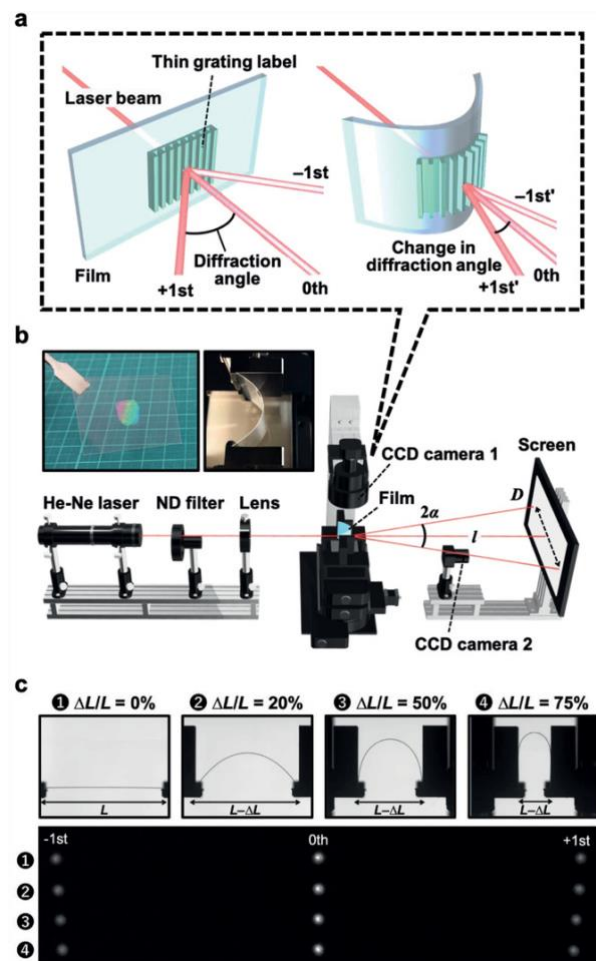 a
Thin grating label
Laser beam
–1st
–1st'
Diffraction
angle
Change in
diffraction angle
Film
+1st
0th
+1st'
0th
b
CCD camera 1
Screen
He-Ne laser
ND filter
Lens
Film
2α
l
D
CCD camera 2
c
❶ ΔL/L = 0%
❷ ΔL/L = 20%
❸ ΔL/L = 50%
❹ ΔL/L = 75%
L
L–ΔL
L–ΔL
L–ΔL
-1st
0th
+1st
❶
❷
❸
❹